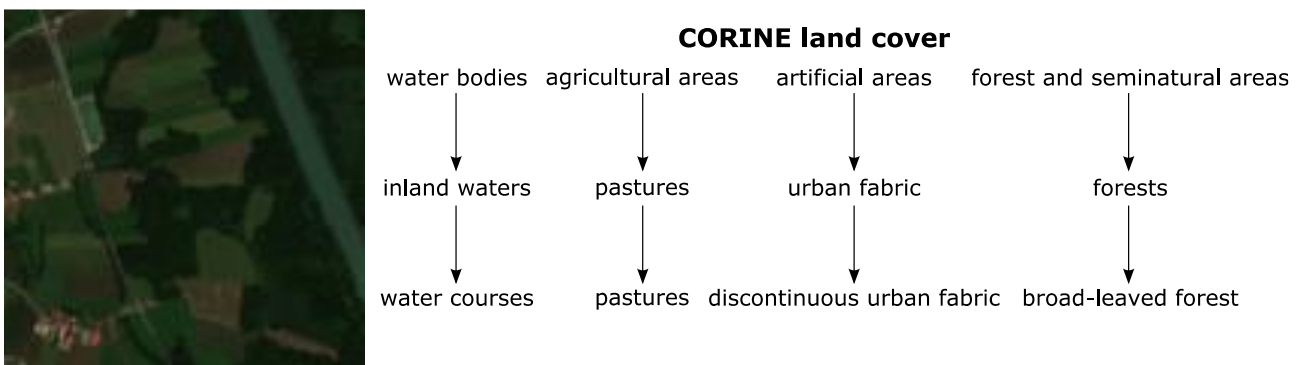 CORINE land cover
water bodies agricultural areas artificial areas forest and seminatural areas
inland waters pastures urban fabric forests
water courses pastures discontinuous urban fabric broad-leaved forest